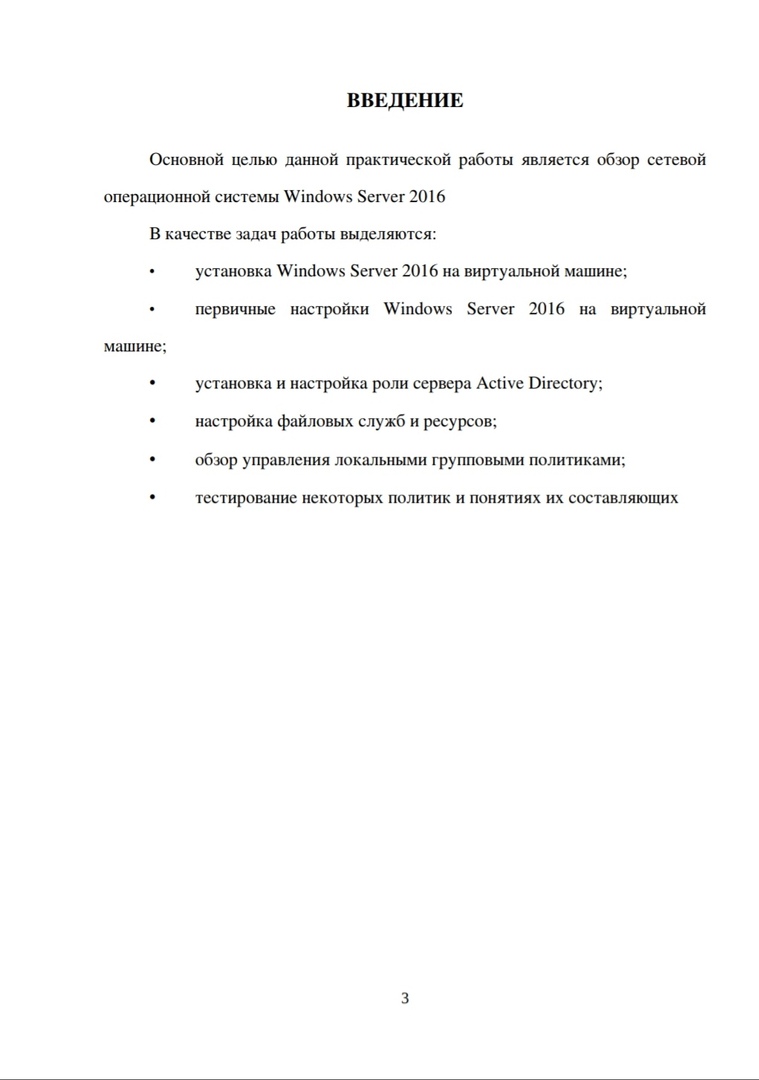 ВВЕДЕНИЕ
Основной целью данной практической работы является обзор сетевой
операционной системы Windows Server 2016
В качестве задач работы выделяются:
• установка Windows Server 2016 на виртуальной машине;
• первичные настройки Windows Server 2016 на виртуальной
машине;
• установка и настройка роли сервера Active Directory;
• настройка файловых служб и ресурсов;
• обзор управления локальными групповыми политиками;
• тестирование некоторых политик и понятиях их составляющих
3